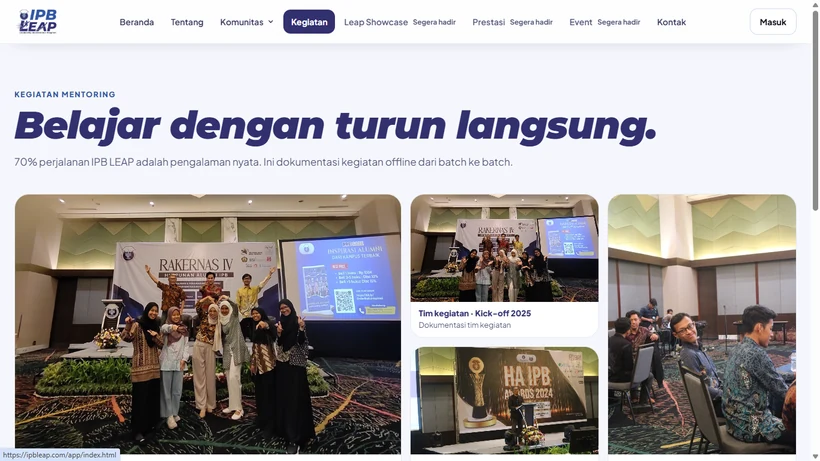 IPB
LEAP
Beranda
Tentang
Komunitas
Kegiatan
Leap Showcase Segera hadir
Prestasi Segera hadir
Event Segera hadir
Kontak
Masuk
KEGIATAN MENTORING
Belajar dengan turun langsung.
70% perjalanan IPB LEAP adalah pengalaman nyata. Ini dokumentasi kegiatan offline dari batch ke batch.
RAKERNAS IV
HIMPUNAN ALUMNI IPB
RAKERNAS IV
Tim kegiatan · Kick-off 2025
Dokumentasi tim kegiatan
HA IPB
AWARDS 2024
https://ipbleap.com/app/index.html